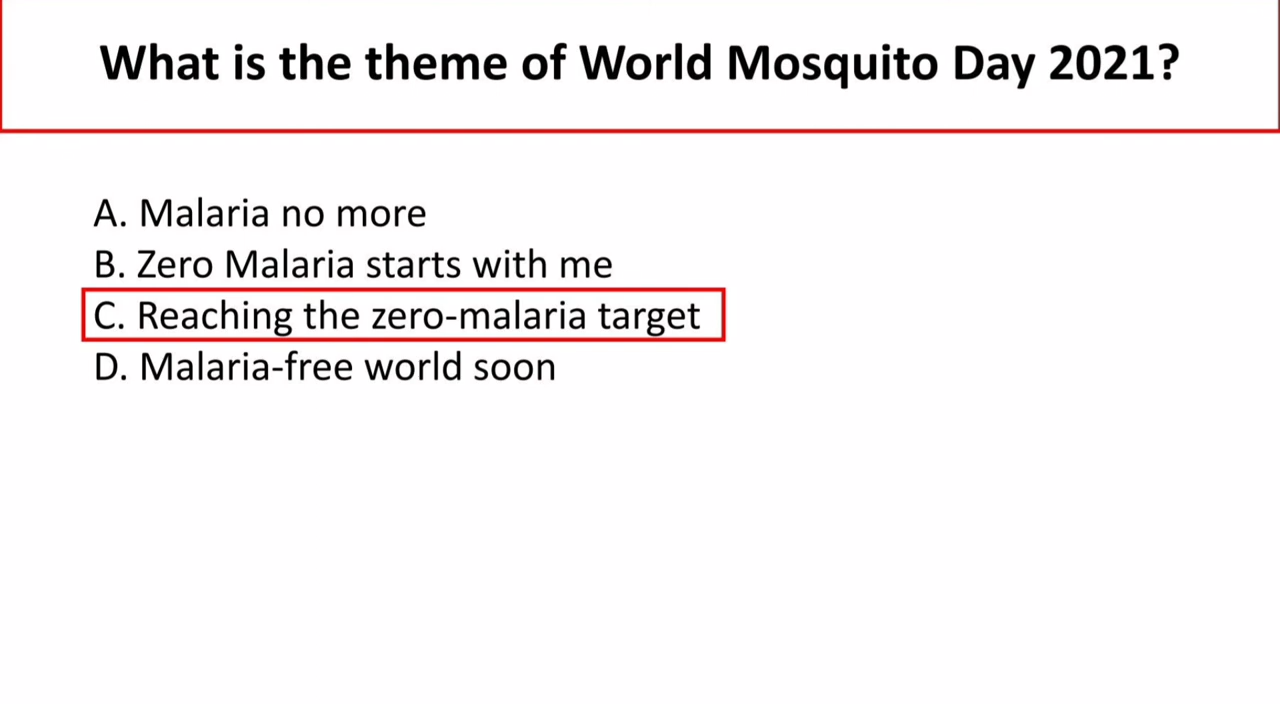 What is the theme of World Mosquito Day 2021?
A. Malaria no more
B. Zero Malaria starts with me
C. Reaching the zero-malaria target
D. Malaria-free world soon